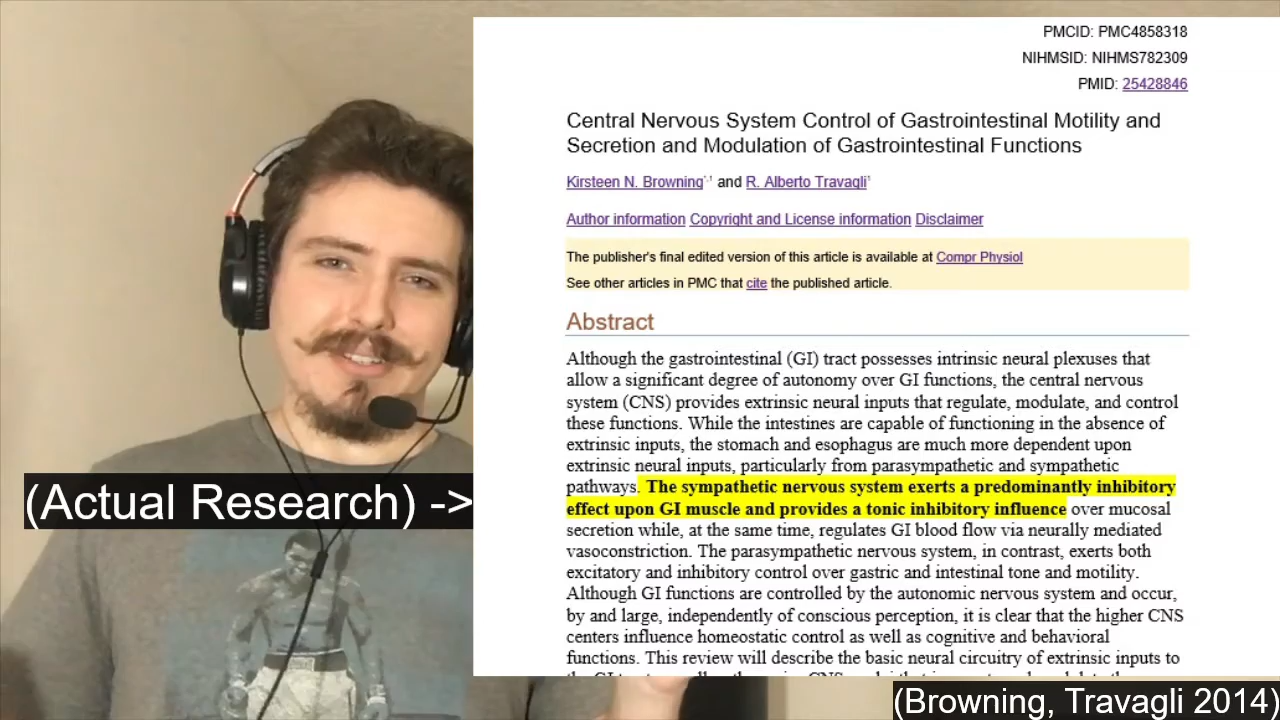 PMCID: PMC4858318
NIHMSID: NIHMS782309
PMID: 25428846
Central Nervous System Control of Gastrointestinal Motility and
Secretion and Modulation of Gastrointestinal Functions
Kirsteen N. Browning*,1 and R. Alberto Travagli1
Author information Copyright and License information Disclaimer
The publisher's final edited version of this article is available at Compr Physiol
See other articles in PMC that cite the published article.
Abstract
Although the gastrointestinal (GI) tract possesses intrinsic neural plexuses that
allow a significant degree of autonomy over GI functions, the central nervous
system (CNS) provides extrinsic neural inputs that regulate, modulate, and control
these functions. While the intestines are capable of functioning in the absence of
extrinsic inputs, the stomach and esophagus are much more dependent upon
extrinsic neural inputs, particularly from parasympathetic and sympathetic
pathways. The sympathetic nervous system exerts a predominantly inhibitory
effect upon GI muscle and provides a tonic inhibitory influence over mucosal
secretion while, at the same time, regulates GI blood flow via neurally mediated
vasoconstriction. The parasympathetic nervous system, in contrast, exerts both
excitatory and inhibitory control over gastric and intestinal tone and motility.
Although GI functions are controlled by the autonomic nervous system and occur,
by and large, independently of conscious perception, it is clear that the higher CNS
centers influence homeostatic control as well as cognitive and behavioral
functions. This review will describe the basic neural circuitry of extrinsic inputs to
(Actual Research) ->
(Browning, Travagli 2014)